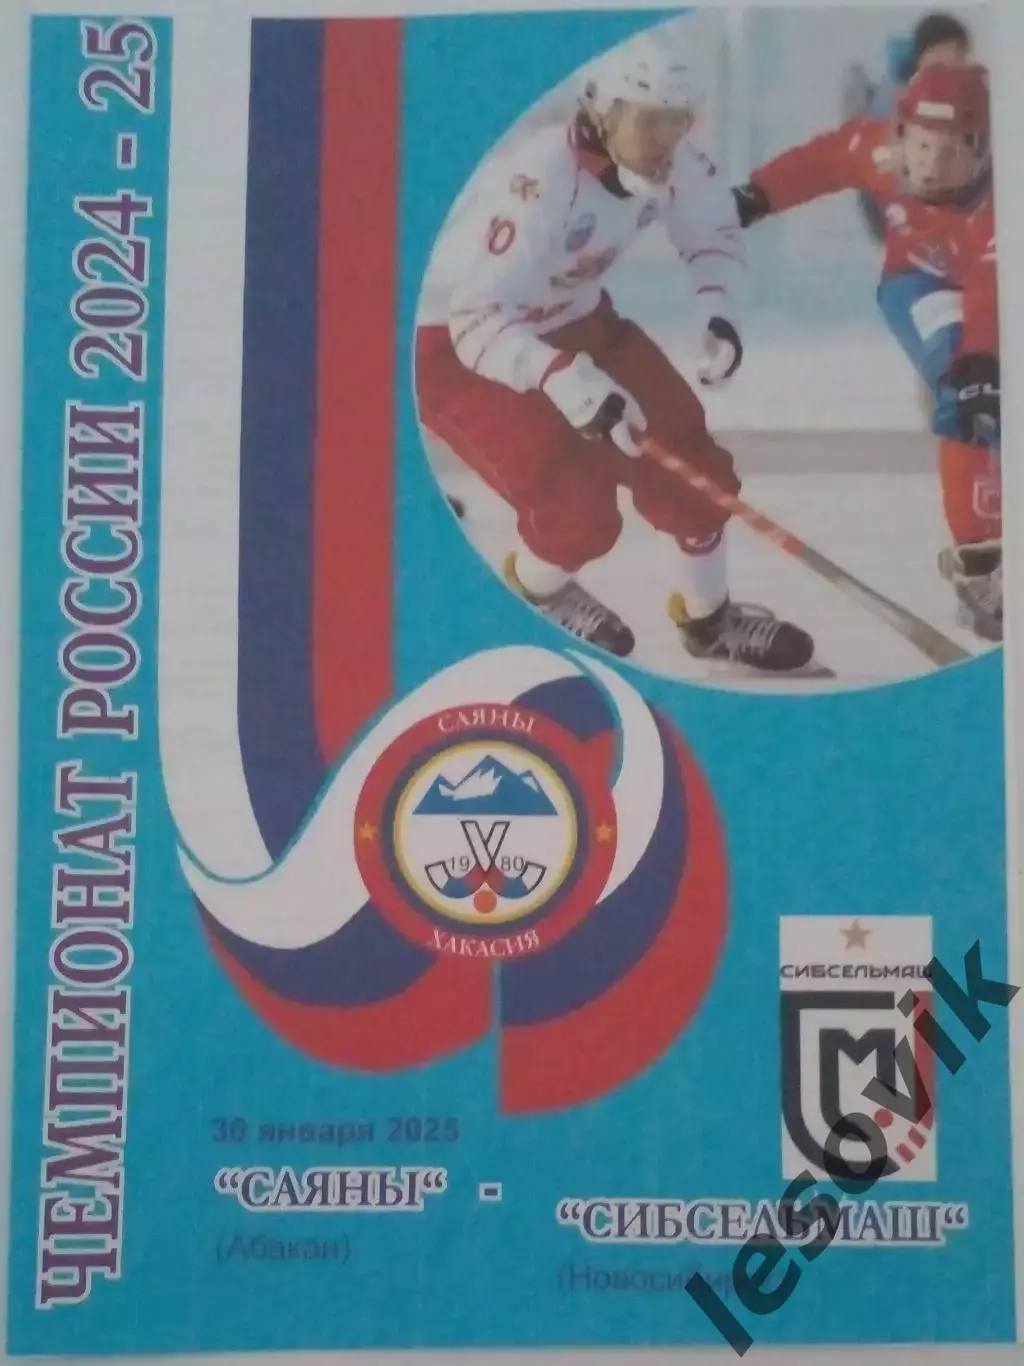 ЧЕМПИОНАТ РОССИИ 2024 - 25
САЯНЫ
1980
ХАКАСИЯ
СИБСЕЛЬМАШ
30 января 2025
"САЯНЫ" -
(Абакан)
"СИБСЕЛЬМАШ"
lesovik